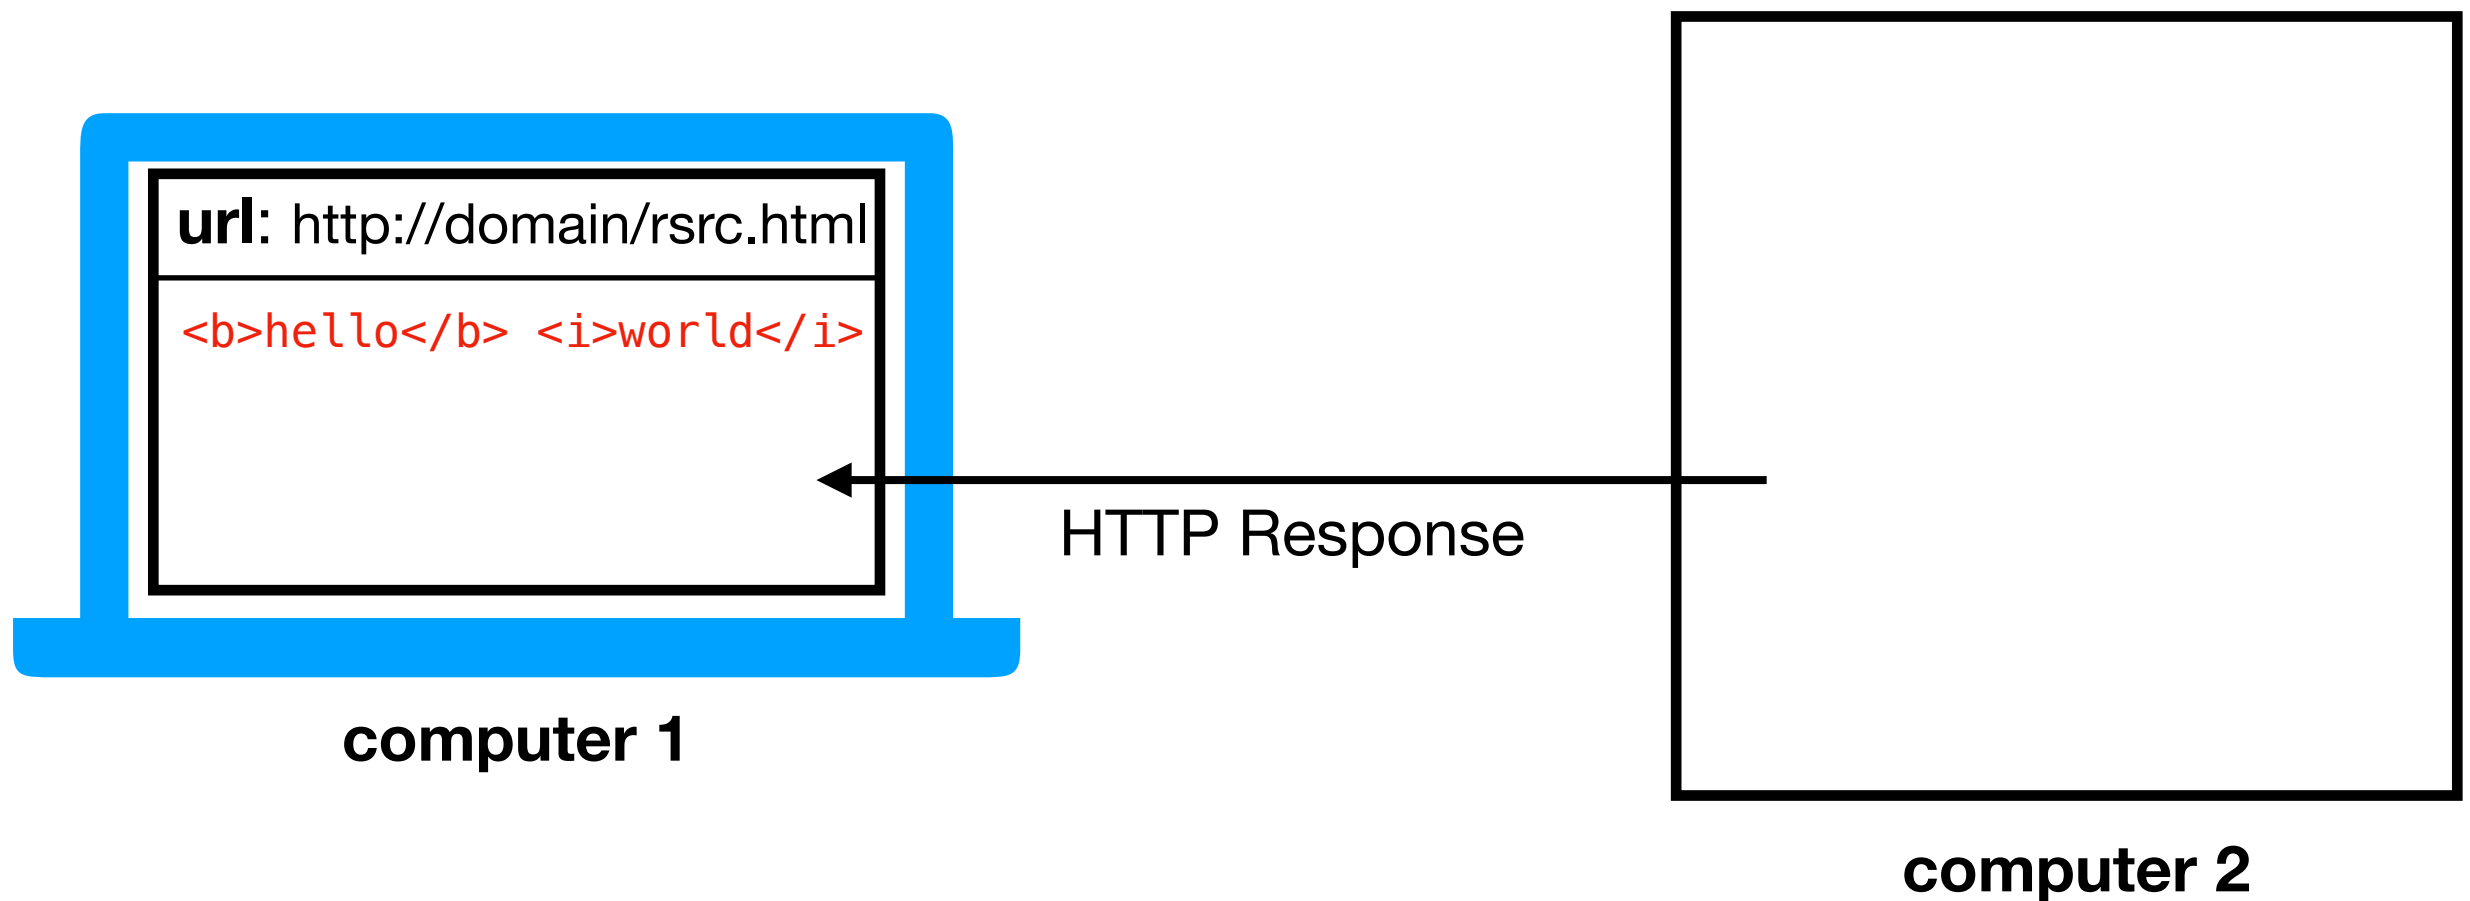 url: http://domain/rsrc.html
<b>hello</b> <i>world</i>
HTTP Response
computer 1
computer 2